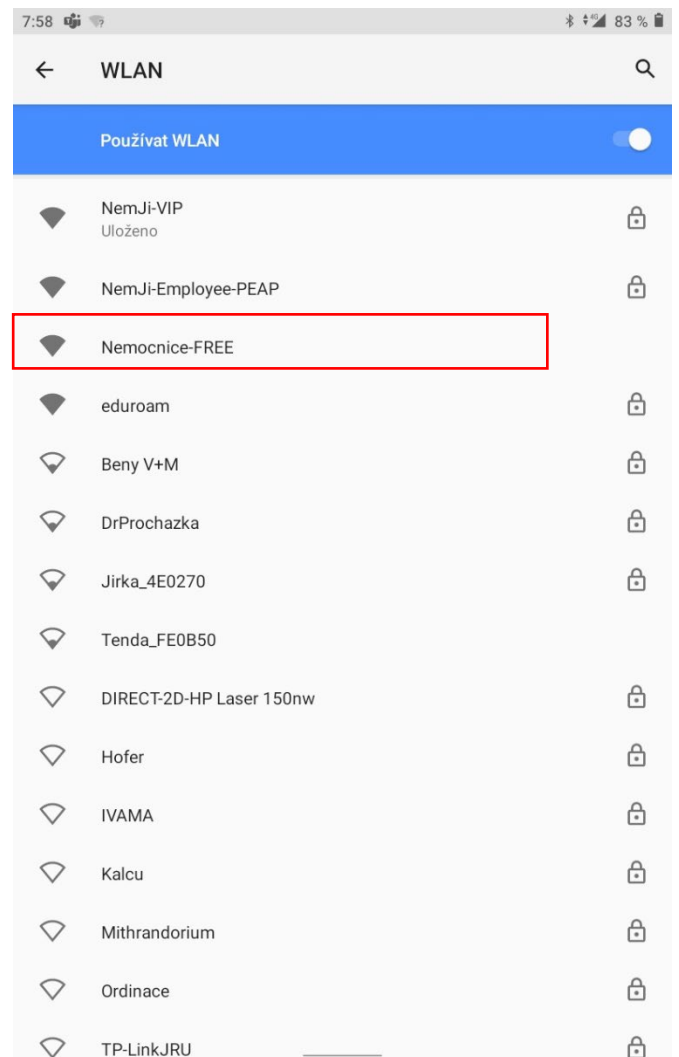 7:58 83 %
WLAN
Používat WLAN
NemJi-VIP
Uloženo
NemJi-Employee-PEAP
Nemocnice-FREE
eduroam
Beny V+M
DrProchazka
Jirka_4E0270
Tenda_FE0B50
DIRECT-2D-HP Laser 150nw
Hofer
IVAMA
Kalcu
Mithrandorium
Ordinace
TP-LinkJRU